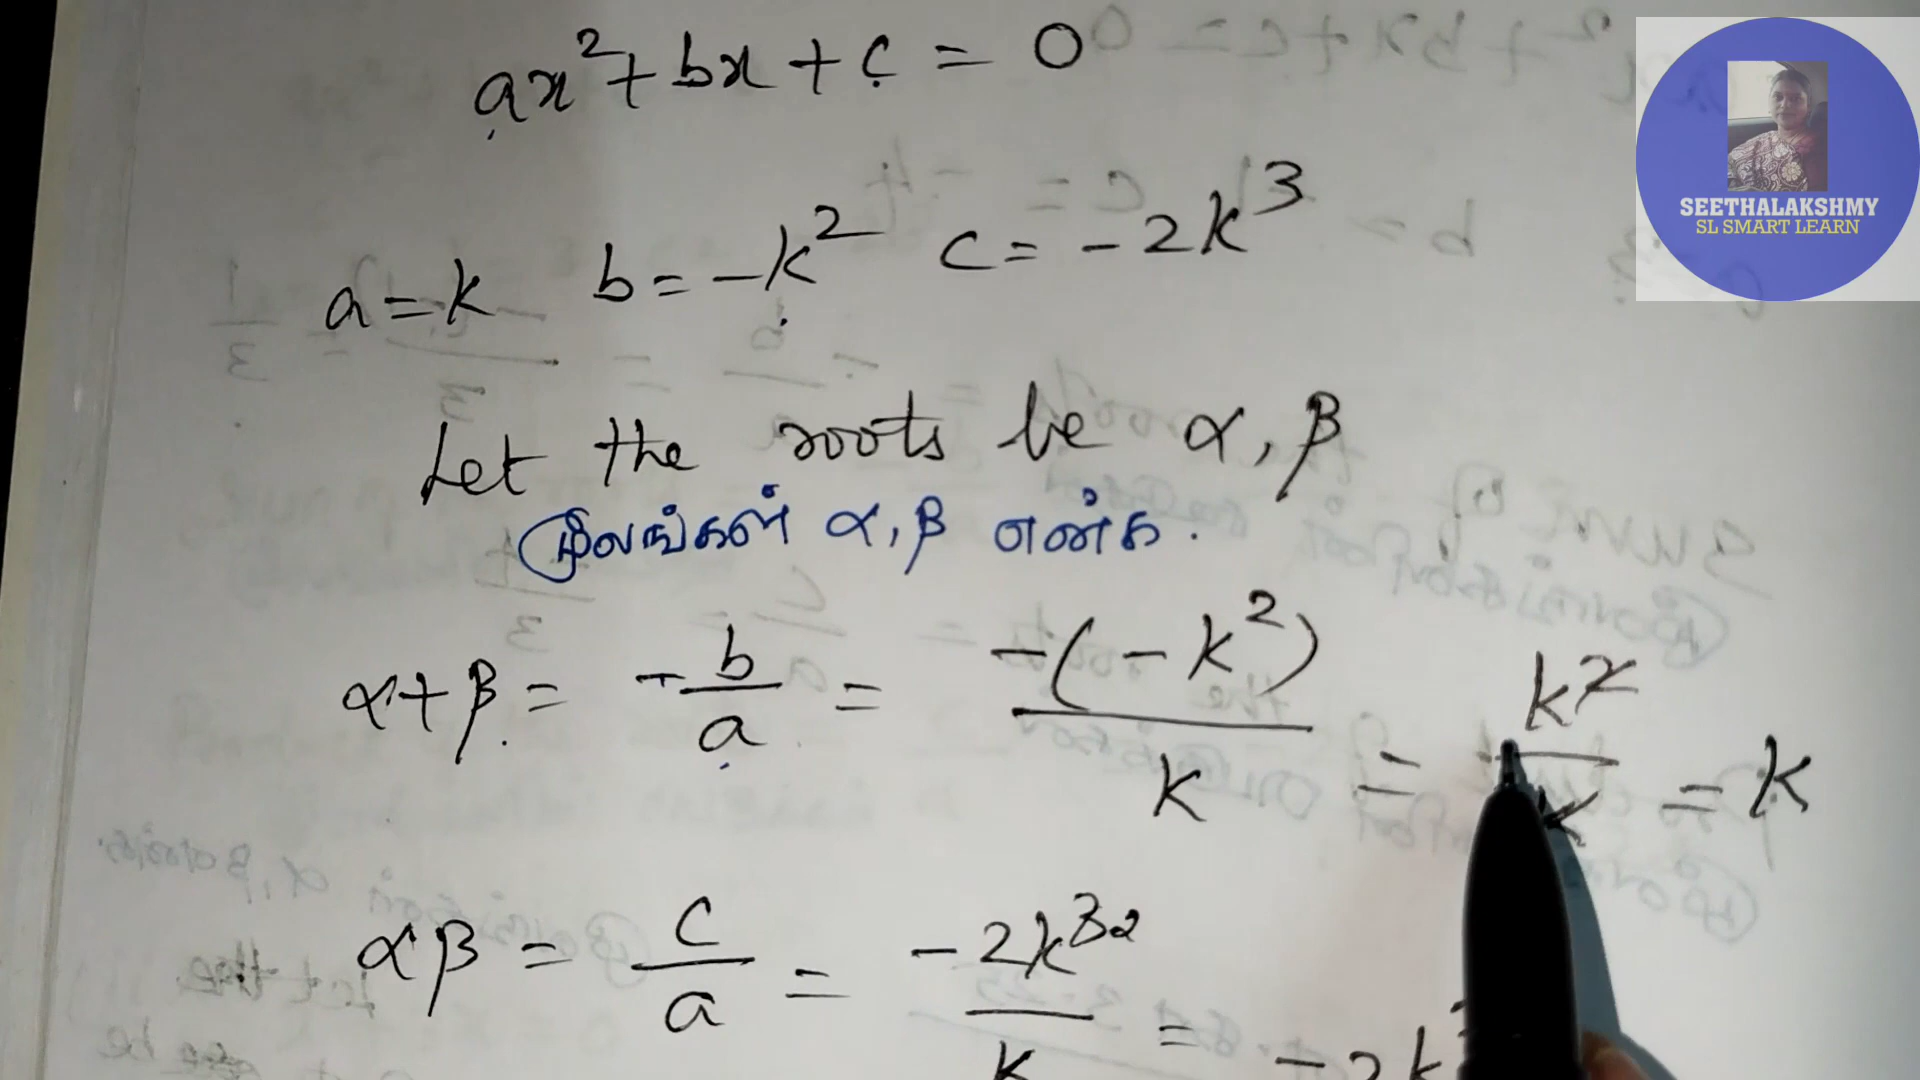 ax² + bx + c = 0
a = k b = -k² c = -2k³
Let the roots be α, β
மூலங்கள் α, β என்க.
α+β = -b/a = -(-k²)/k = k²/k = k
αβ = c/a = -2k³²/k = -2k
SEETHALAKSHMY
SL SMART LEARN